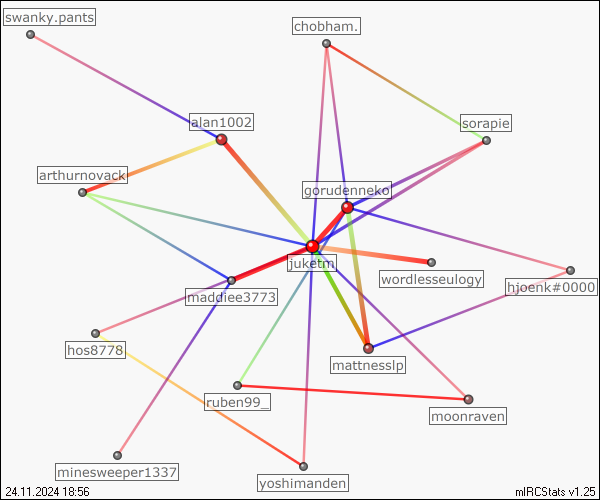 swanky.pants
chobham.
alan1002
sorapie
arthurnovack
gorudenneko
juketm
wordlesseulogy
hjoenk#0000
maddiee3773
hos8778
mattnesslp
ruben99_
moonraven
minesweeper1337
yoshimanden
24.11.2024 18:56
mIRCStats v1.25